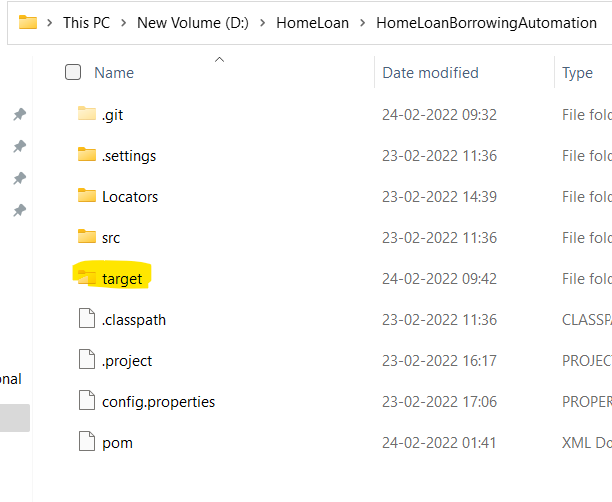 This PC > New Volume (D:) > HomeLoan > HomeLoanBorrowingAutomation
Name Date modified Type
.git 24-02-2022 09:32 File fold
.settings 23-02-2022 11:36 File fold
Locators 23-02-2022 14:39 File fold
src 23-02-2022 11:36 File fold
target 24-02-2022 09:42 File fold
.classpath 23-02-2022 11:36 CLASSPA
.project 23-02-2022 16:17 PROJEC
onal
config.properties 23-02-2022 17:06 PROPER
pom 24-02-2022 01:41 XML Do